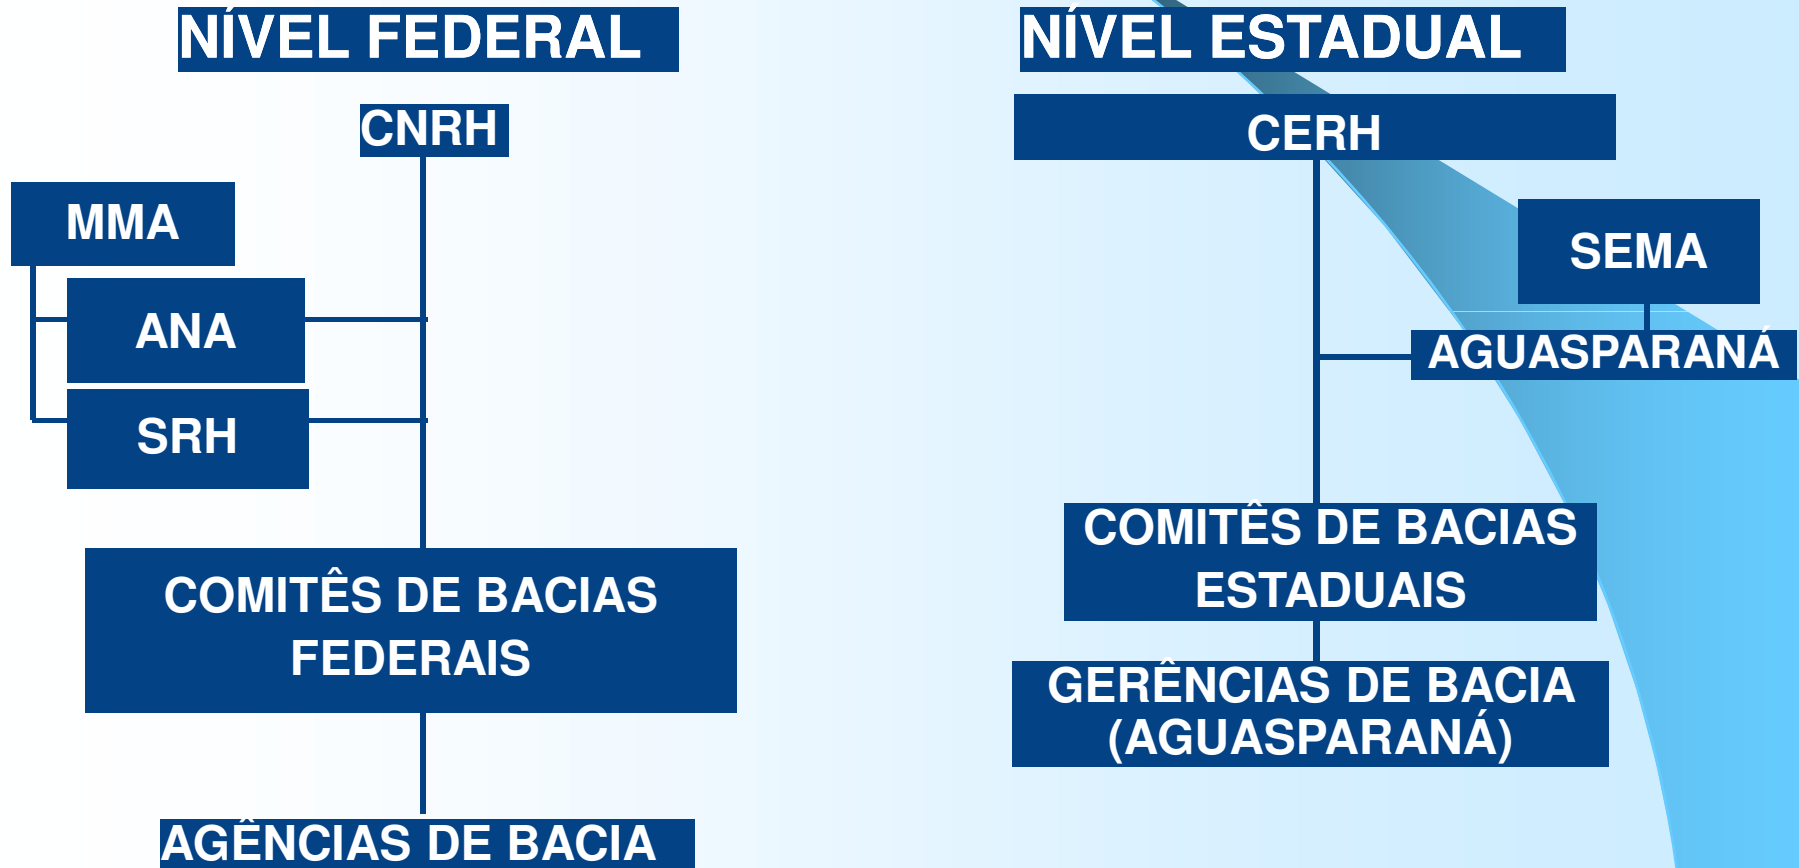 NÍVEL FEDERAL
CNRH
MMA
ANA
SRH
COMITÊS DE BACIAS
FEDERAIS
AGÊNCIAS DE BACIA
NÍVEL ESTADUAL
CERH
SEMA
AGUASPARANÁ
COMITÊS DE BACIAS
ESTADUAIS
GERÊNCIAS DE BACIA
(AGUASPARANÁ)